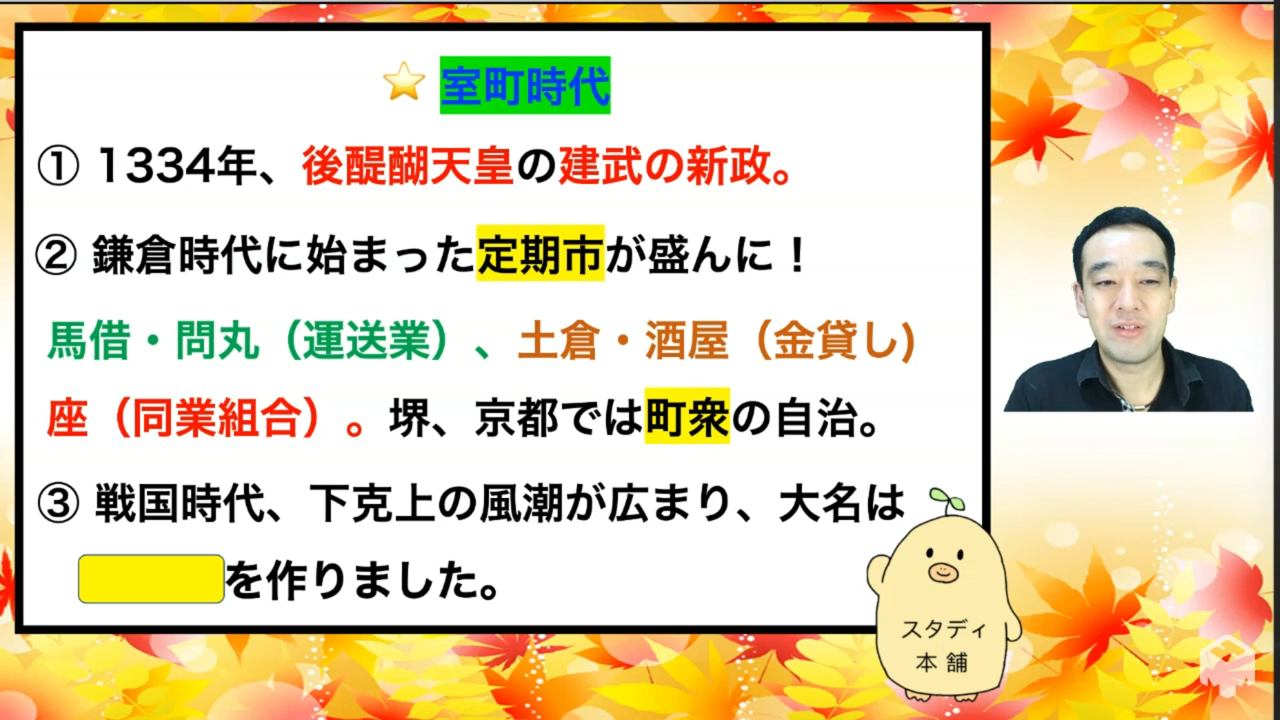 室町時代
① 1334年、後醍醐天皇の建武の新政。
② 鎌倉時代に始まった定期市が盛んに！
馬借・問丸（運送業）、土倉・酒屋（金貸し)
座（同業組合）。堺、京都では町衆の自治。
③ 戦国時代、下克上の風潮が広まり、大名は
を作りました。
スタディ
本舗